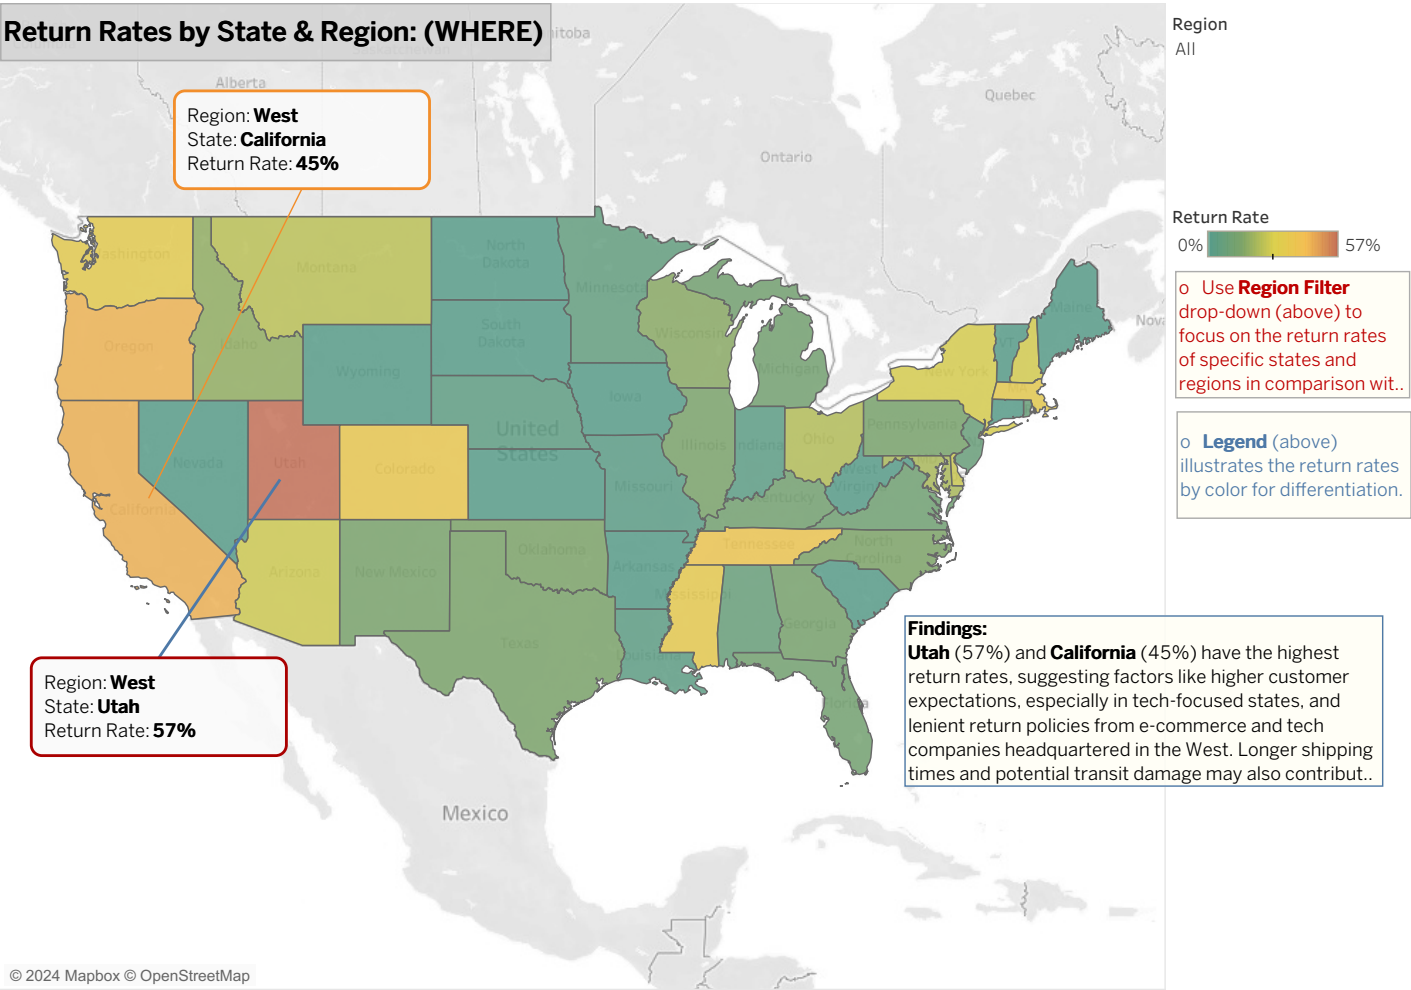 Return Rates by State & Region: (WHERE)
Alberta
Quebec
Ontario
Region: West
State: California
Return Rate: 45%
Region
All
Return Rate
0%
57%
o Use Region Filter
drop-down (above) to
focus on the return rates
of specific states and
regions in comparison wit..
o Legend (above)
illustrates the return rates
by color for differentiation.
Washington
Montana
North
Dakota
Minnesota
Maine
Nova
Oregon
Idaho
South
Dakota
Wisconsin
Michigan
VT
New York
Wyoming
Iowa
Nevada
Utah
Colorado
United
States
Illinois
Indiana
Ohio
Pennsylvania
California
Missouri
West
Virginia
Kentucky
Arizona
New Mexico
Oklahoma
Arkansas
Tennessee
North
Carolina
Mississippi
Texas
Louisiana
Georgia
Florida
Region: West
State: Utah
Return Rate: 57%
Findings:
Utah (57%) and California (45%) have the highest
return rates, suggesting factors like higher customer
expectations, especially in tech-focused states, and
lenient return policies from e-commerce and tech
companies headquartered in the West. Longer shipping
times and potential transit damage may also contribut..
Mexico
© 2024 Mapbox © OpenStreetMap